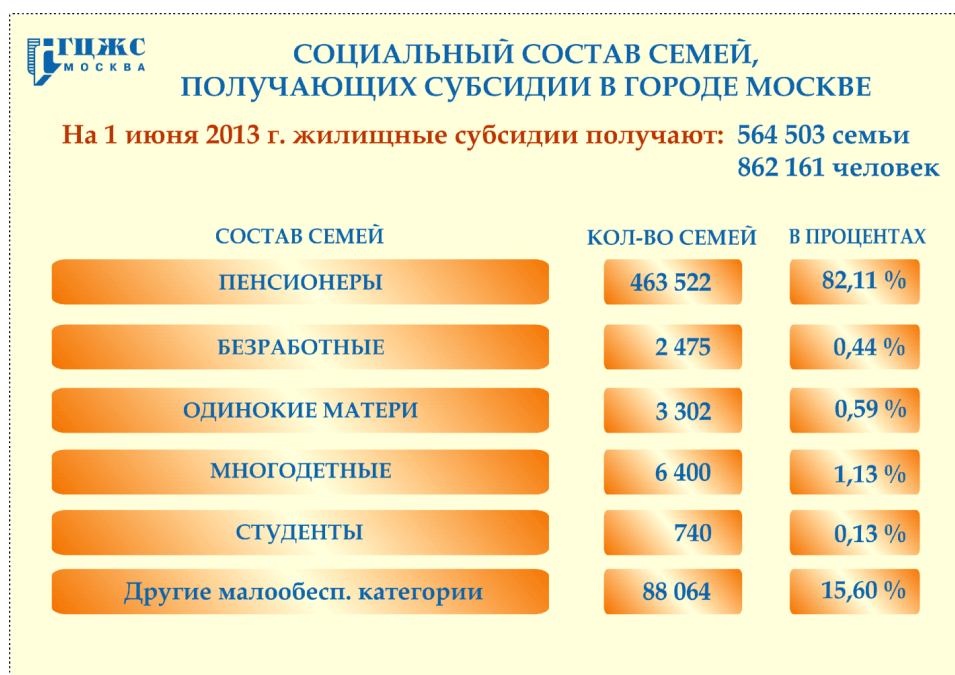 ГЦЖС
МОСКВА
СОЦИАЛЬНЫЙ СОСТАВ СЕМЕЙ,
ПОЛУЧАЮЩИХ СУБСИДИИ В ГОРОДЕ МОСКВЕ
На 1 июня 2013 г. жилищные субсидии получают: 564 503 семьи
862 161 человек
СОСТАВ СЕМЕЙ КОЛ-ВО СЕМЕЙ В ПРОЦЕНТАХ
ПЕНСИОНЕРЫ 463 522 82,11 %
БЕЗРАБОТНЫЕ 2 475 0,44 %
ОДИНОКИЕ МАТЕРИ 3 302 0,59 %
МНОГОДЕТНЫЕ 6 400 1,13 %
СТУДЕНТЫ 740 0,13 %
Другие малообесп. категории 88 064 15,60 %